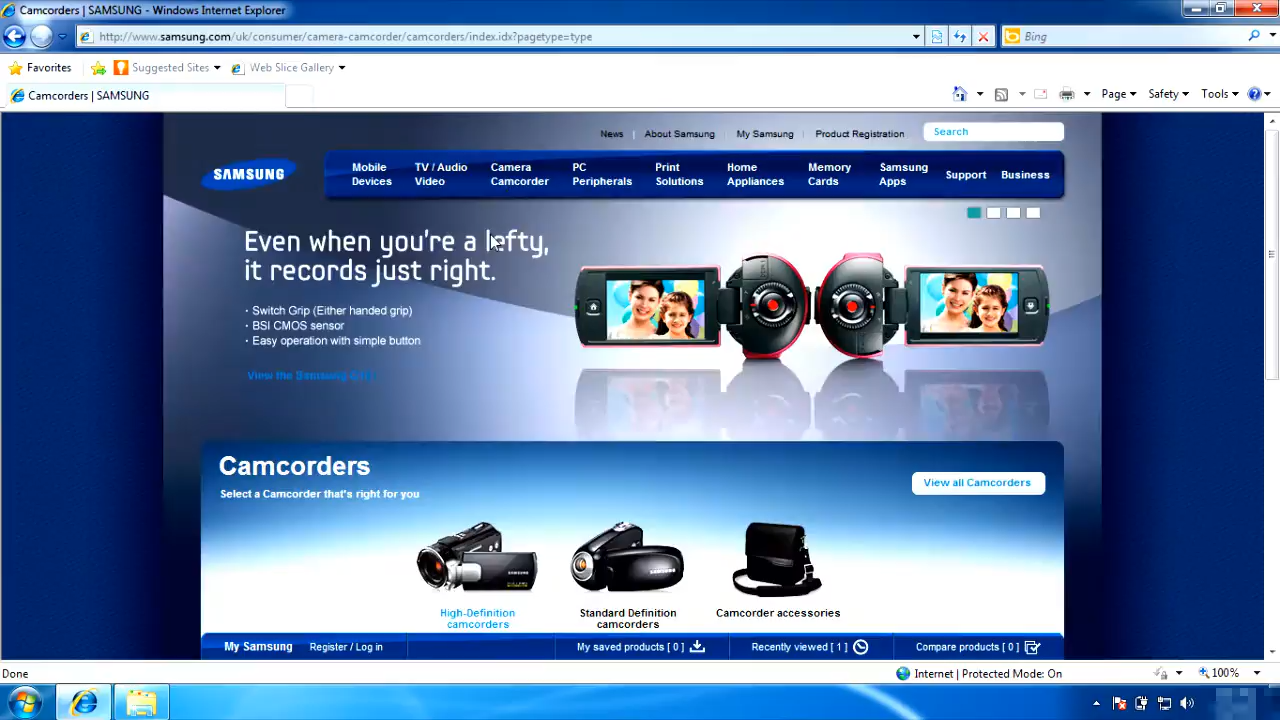 Camcorders | SAMSUNG - Windows Internet Explorer
http://www.samsung.com/uk/consumer/camera-camcorder/camcorders/index.idx?pagetype=type
Bing
Favorites Suggested Sites Web Slice Gallery
Camcorders | SAMSUNG
Page Safety Tools
News | About Samsung | My Samsung | Product Registration
Search
SAMSUNG
Mobile Devices
TV / Audio Video
Camera Camcorder
PC Peripherals
Print Solutions
Home Appliances
Memory Cards
Samsung Apps
Support
Business
Even when you're a lefty,
it records just right.
· Switch Grip (Either handed grip)
· BSI CMOS sensor
· Easy operation with simple button
View the Samsung
Camcorders
Select a Camcorder that's right for you
View all Camcorders
SAMSUNG
SAMSUNG
High-Definition camcorders
Standard Definition camcorders
Camcorder accessories
My Samsung Register / Log in
My saved products [ 0 ]
Recently viewed [ 1 ]
Compare products [ 0 ]
Done
Internet | Protected Mode: On
100%